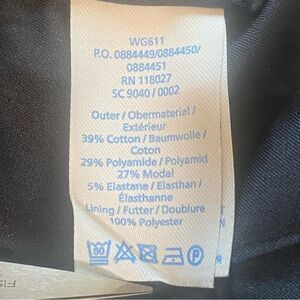 WG611
P.O. 0884449/0884450/
0884451
RN 118027
SC 9040 / 0002
Outer / Obermaterial /
Extérieur
39% Cotton / Baumwolle /
Coton
29% Polyamide / Polyamid
27% Modal
5% Elastane / Elasthan /
Élasthanne
Lining / Futter / Doublure
100% Polyester